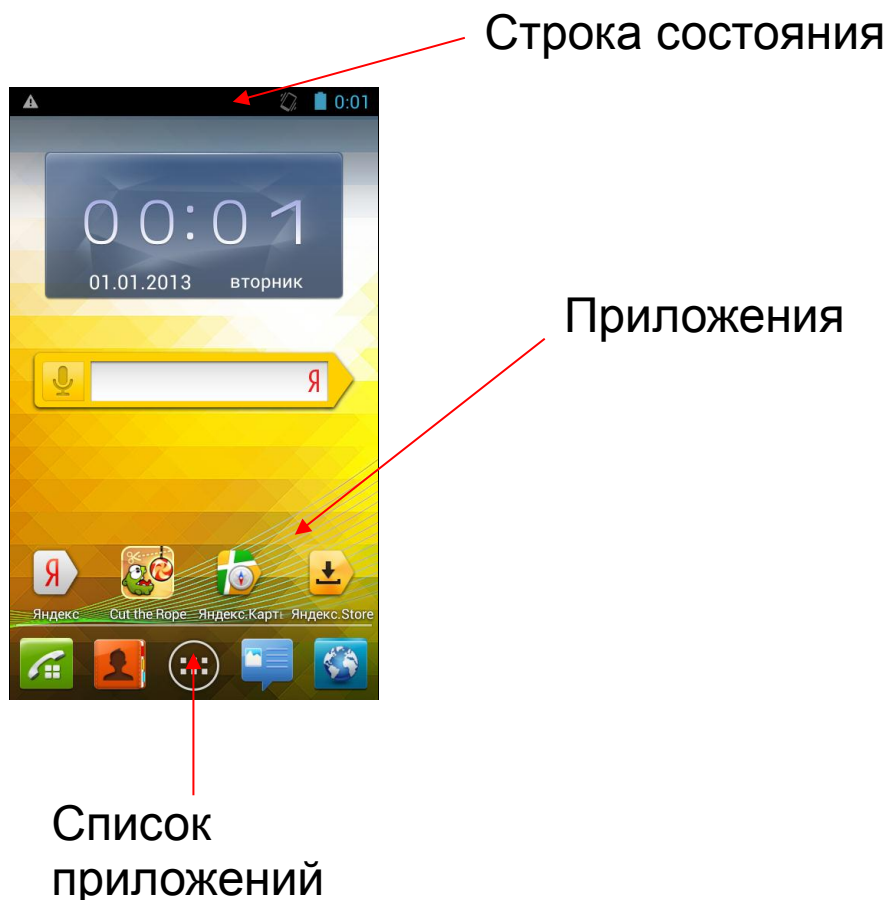 Строка состояния
0:01
00:01
01.01.2013 вторник
Приложения
Я
Я
Яндекс Cut the Rope Яндекс.Карты Яндекс.Store
Список
приложений